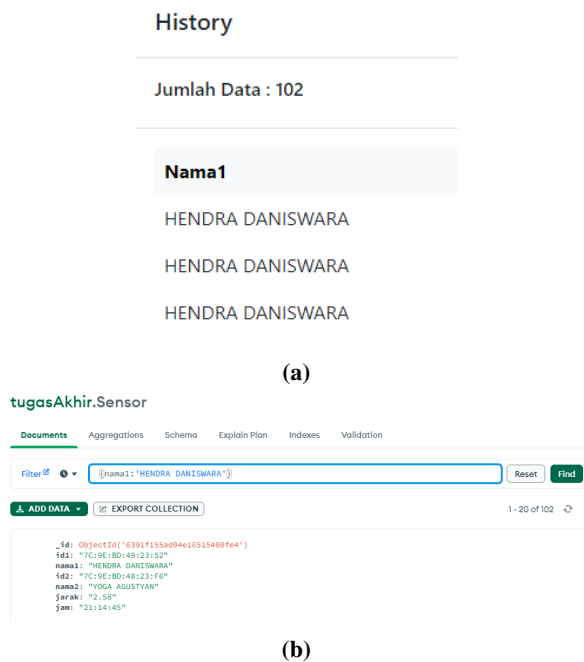 History
Jumlah Data : 102
Nama1
HENDRA DANISWARA
HENDRA DANISWARA
HENDRA DANISWARA
(a)
tugasAkhir.Sensor
Documents Aggregations Schema Explain Plan Indexes Validation
Filter {nama1:'HENDRA DANISWARA'} Reset Find
ADD DATA EXPORT COLLECTION 1 - 20 of 102
_id: ObjectId('6391f155ad04e16515400fe4')
id1: "7C:9E:BD:49:23:52"
nama1: "HENDRA DANISWARA"
id2: "7C:9E:BD:48:23:F6"
nama2: "YOGA AGUSTYAN"
jarak: "2.58"
jam: "21:14:45"
(b)